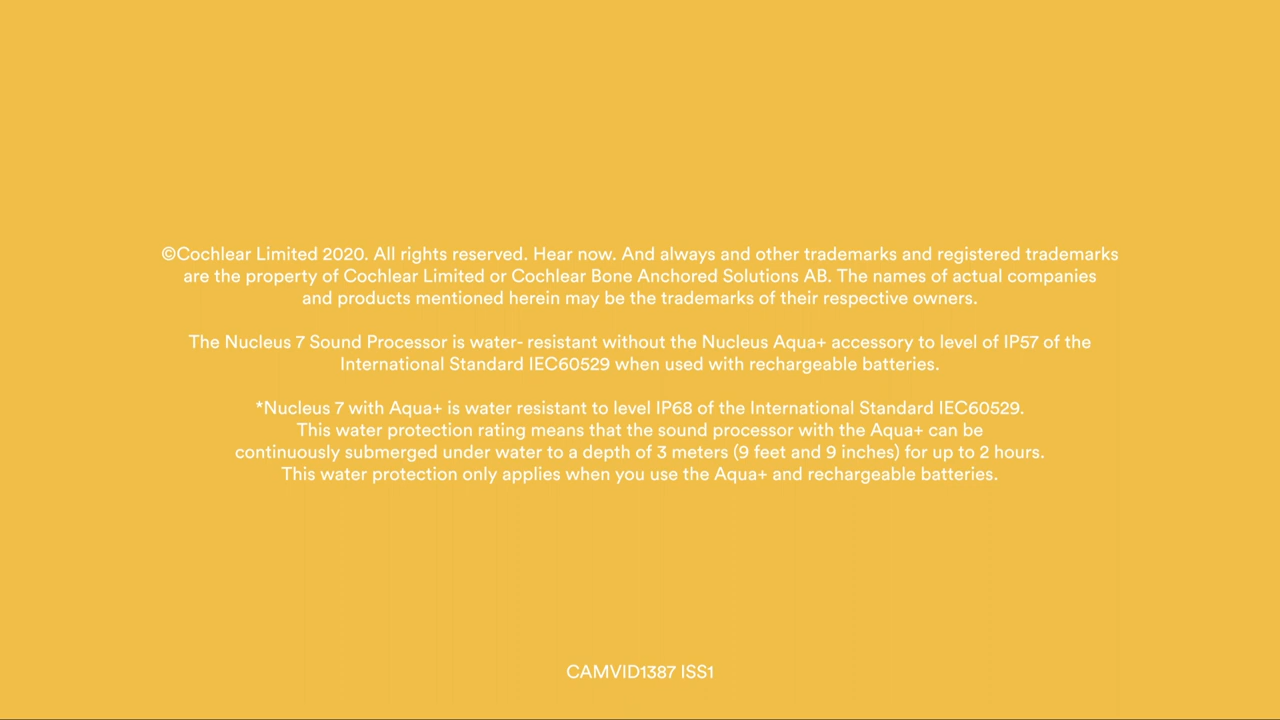 ©Cochlear Limited 2020. All rights reserved. Hear now. And always and other trademarks and registered trademarks
are the property of Cochlear Limited or Cochlear Bone Anchored Solutions AB. The names of actual companies
and products mentioned herein may be the trademarks of their respective owners.
The Nucleus 7 Sound Processor is water- resistant without the Nucleus Aqua+ accessory to level of IP57 of the
International Standard IEC60529 when used with rechargeable batteries.
*Nucleus 7 with Aqua+ is water resistant to level IP68 of the International Standard IEC60529.
This water protection rating means that the sound processor with the Aqua+ can be
continuously submerged under water to a depth of 3 meters (9 feet and 9 inches) for up to 2 hours.
This water protection only applies when you use the Aqua+ and rechargeable batteries.
CAMVID1387 ISS1